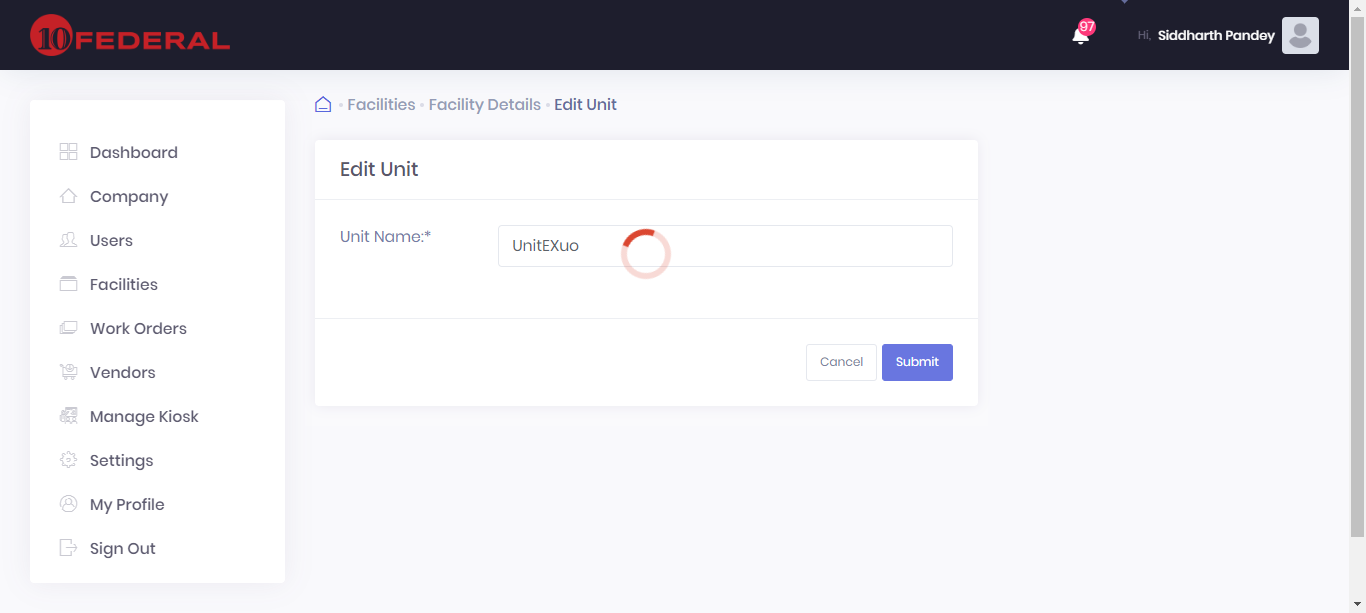 10 FEDERAL
97
Hi, Siddharth Pandey
Dashboard
Company
Users
Facilities
Work Orders
Vendors
Manage Kiosk
Settings
My Profile
Sign Out
Facilities • Facility Details • Edit Unit
Edit Unit
Unit Name:*
UnitEXuo
Cancel
Submit